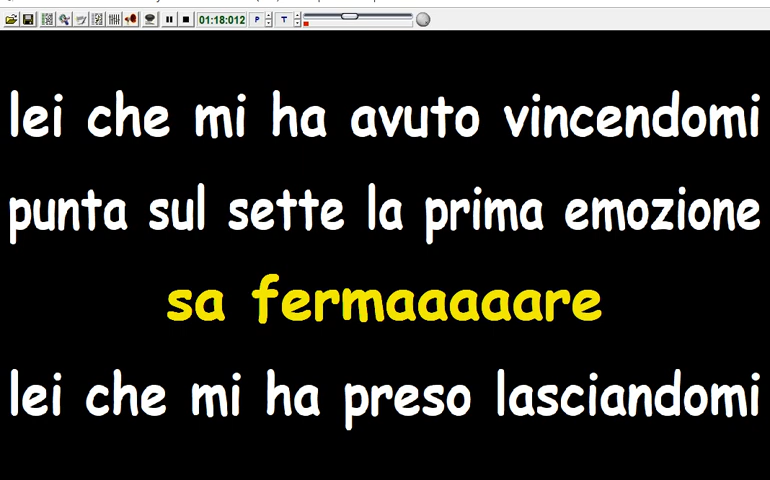 01:18:012 P T
lei che mi ha avuto vincendomi
punta sul sette la prima emozione
sa fermaaaaare
lei che mi ha preso lasciandomi